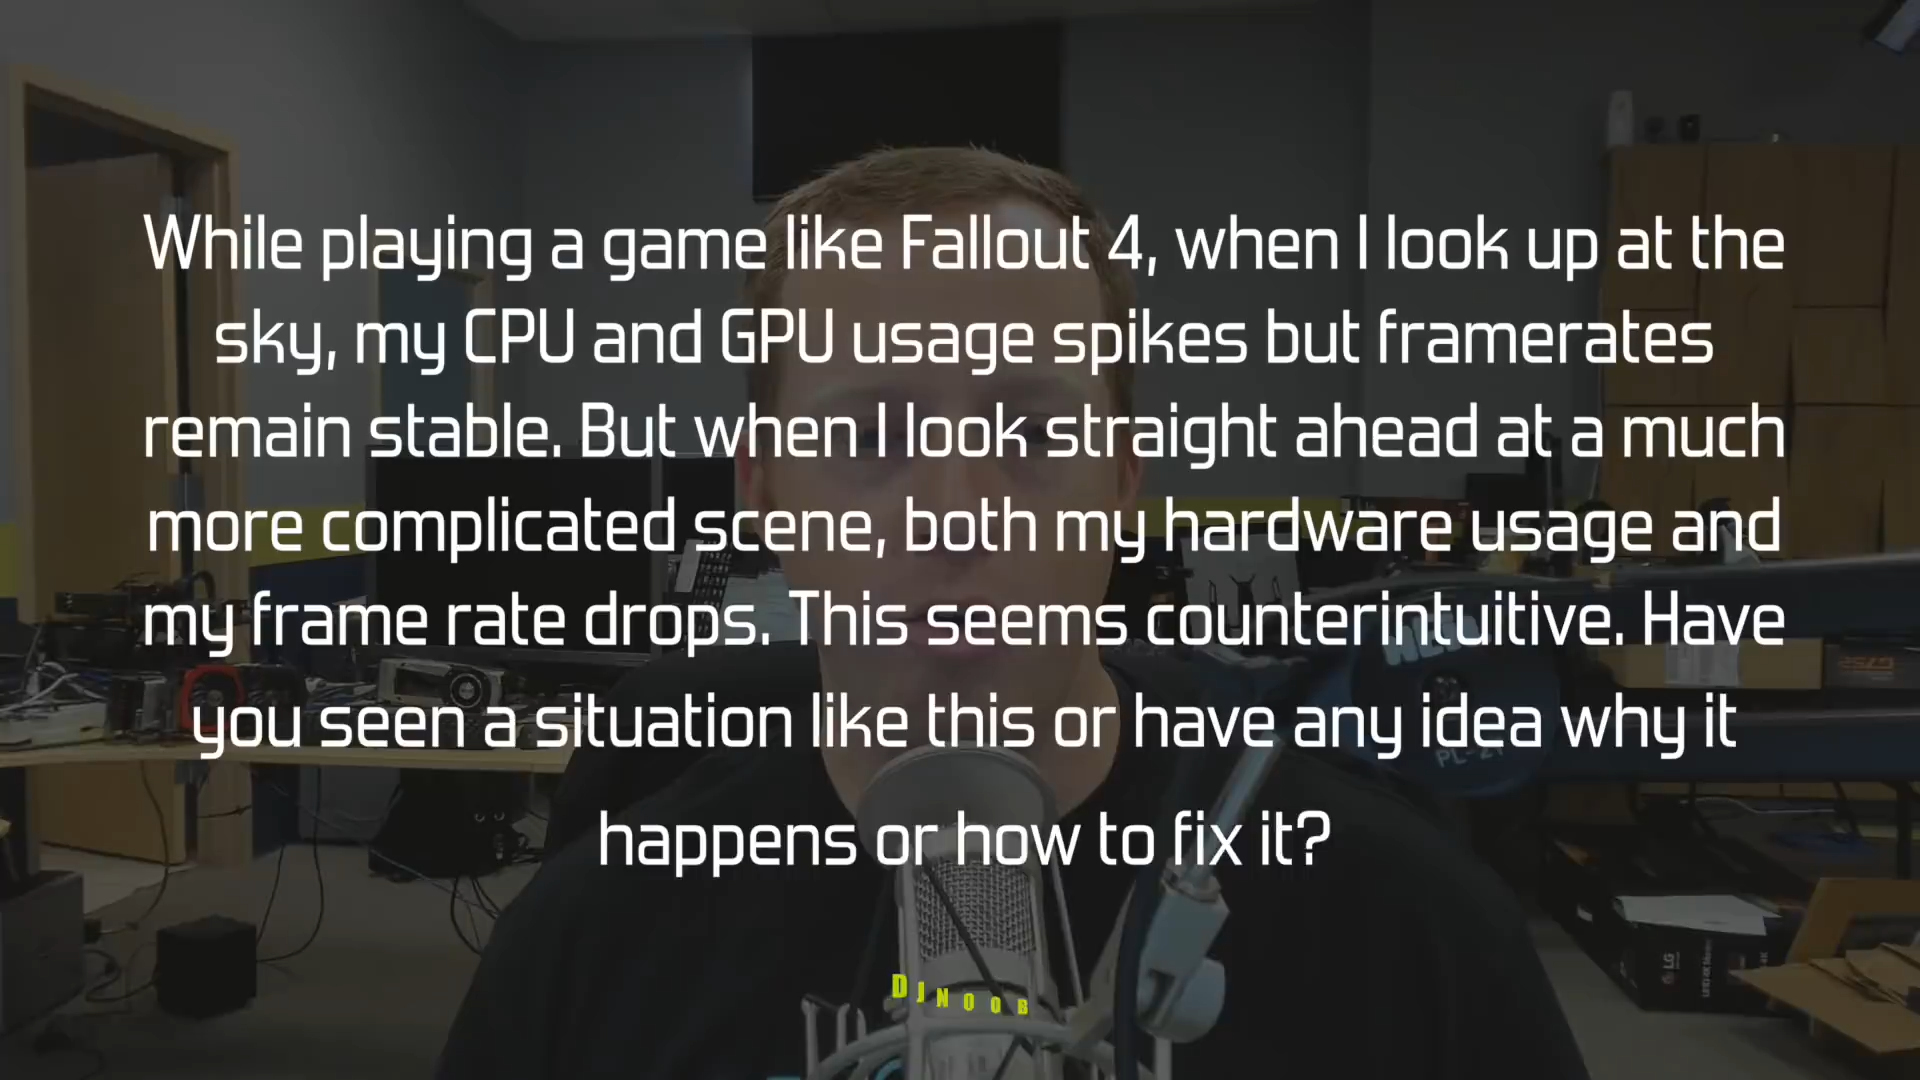 While playing a game like Fallout 4, when I look up at the
sky, my CPU and GPU usage spikes but framerates
remain stable. But when I look straight ahead at a much
more complicated scene, both my hardware usage and
my frame rate drops. This seems counterintuitive. Have
you seen a situation like this or have any idea why it
happens or how to fix it?
DJNOOB
PL-2T
LG